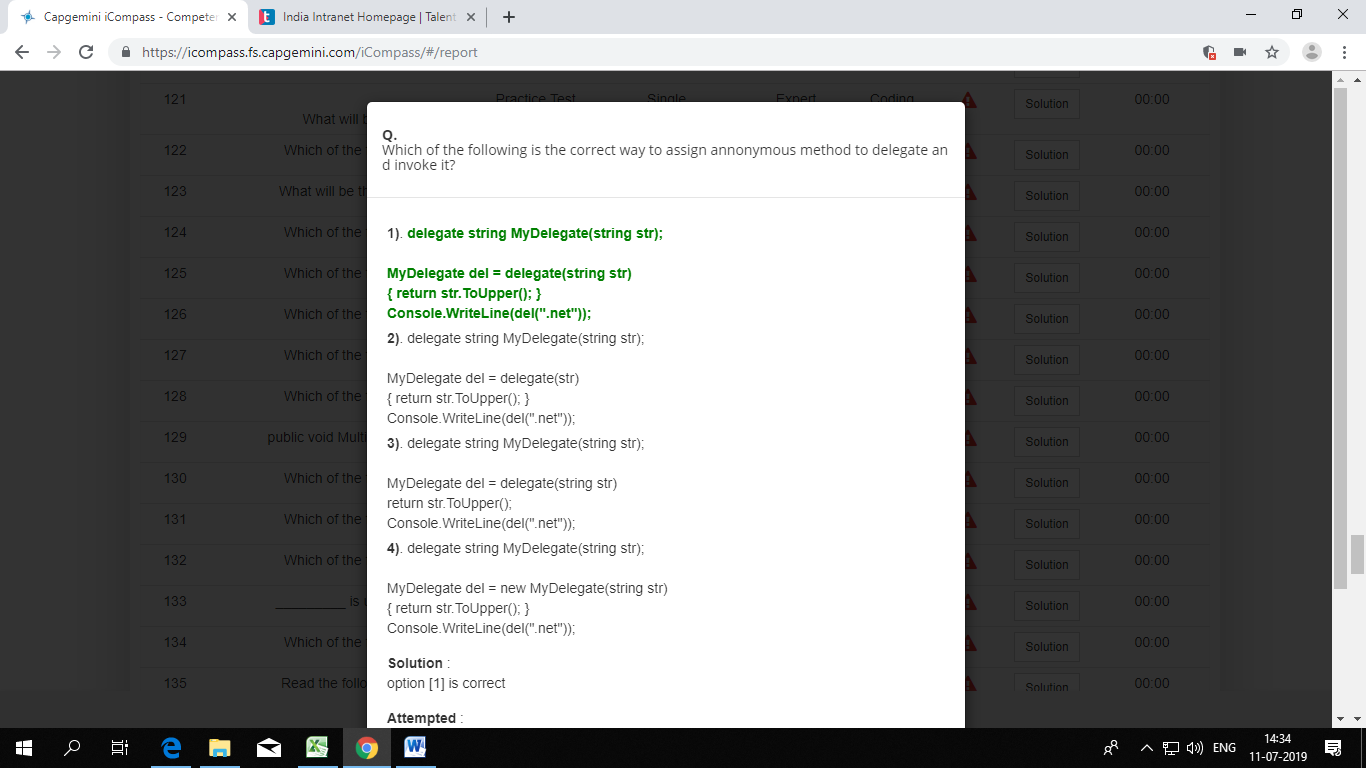 Capgemini iCompass - Competer
India Intranet Homepage | Talent
https://icompass.fs.capgemini.com/iCompass/#/report
121 Practice Test Single Expert Coding Solution 00:00
What will b
122 Which of the Solution 00:00
123 What will be th Solution 00:00
124 Which of the Solution 00:00
125 Which of the Solution 00:00
126 Which of the Solution 00:00
127 Which of the Solution 00:00
128 Which of the Solution 00:00
129 public void Mult Solution 00:00
130 Which of the Solution 00:00
131 Which of the Solution 00:00
132 Which of the Solution 00:00
133 __________ is Solution 00:00
134 Which of the Solution 00:00
135 Read the follo Solution 00:00
Q.
Which of the following is the correct way to assign annonymous method to delegate an
d invoke it?
1). delegate string MyDelegate(string str);
MyDelegate del = delegate(string str)
{ return str.ToUpper(); }
Console.WriteLine(del(".net"));
2). delegate string MyDelegate(string str);
MyDelegate del = delegate(str)
{ return str.ToUpper(); }
Console.WriteLine(del(".net"));
3). delegate string MyDelegate(string str);
MyDelegate del = delegate(string str)
return str.ToUpper();
Console.WriteLine(del(".net"));
4). delegate string MyDelegate(string str);
MyDelegate del = new MyDelegate(string str)
{ return str.ToUpper(); }
Console.WriteLine(del(".net"));
Solution :
option [1] is correct
Attempted :
ENG
14:34
11-07-2019